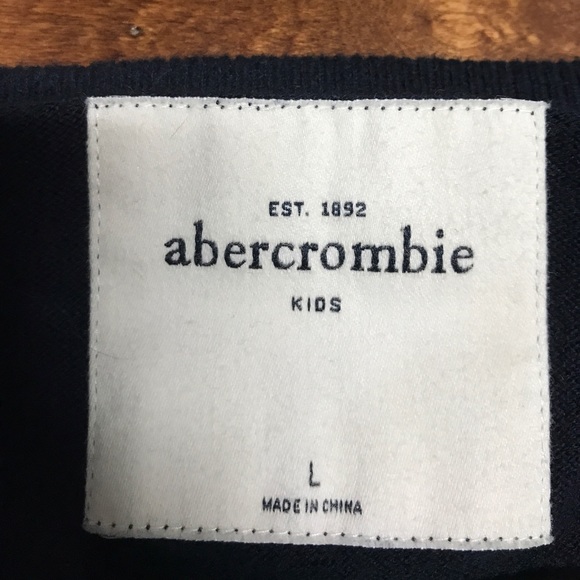 EST. 1892
abercrombie
KIDS
L
MADE IN CHINA